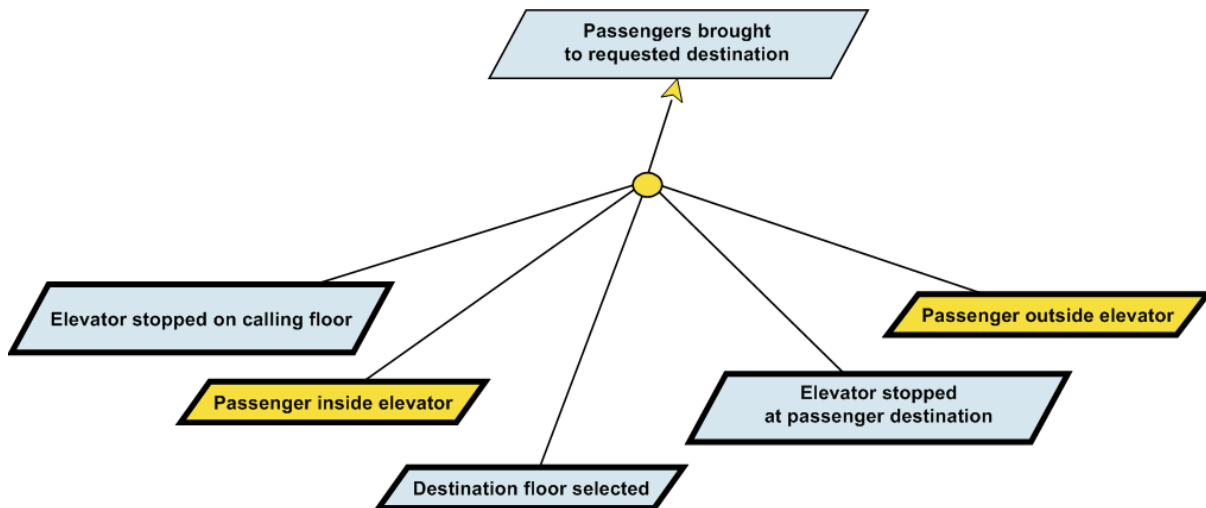 Passengers brought
to requested destination
Elevator stopped on calling floor
Passenger inside elevator
Destination floor selected
Elevator stopped
at passenger destination
Passenger outside elevator